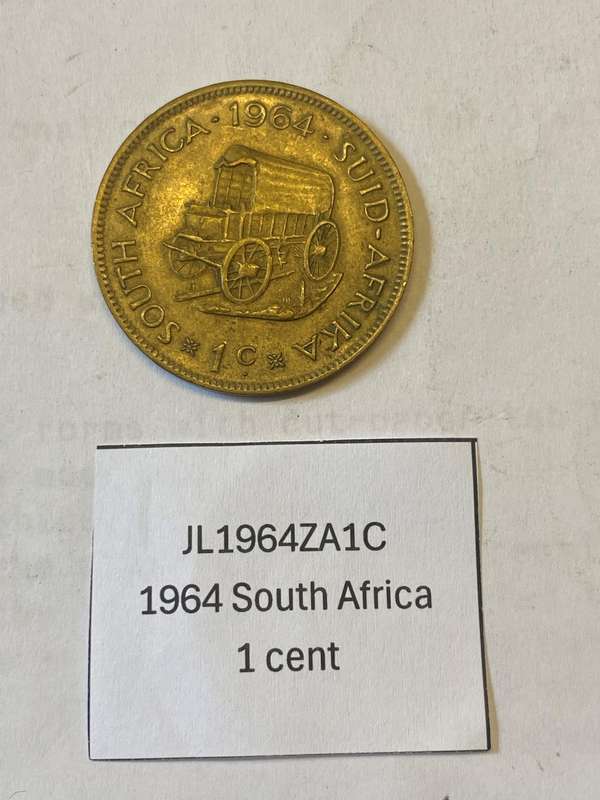 SOUTH AFRICA · 1964 · SUID-AFRIKA
1C
JL1964ZA1C
1964 South Africa
1 cent